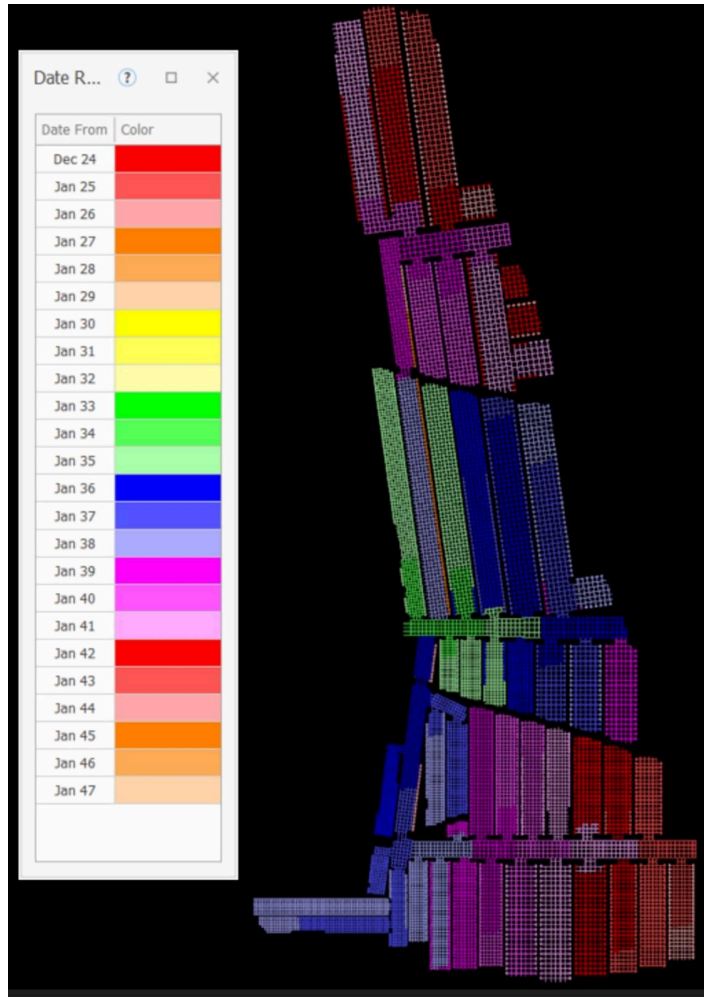 Date R... ?
Date From Color
Dec 24
Jan 25
Jan 26
Jan 27
Jan 28
Jan 29
Jan 30
Jan 31
Jan 32
Jan 33
Jan 34
Jan 35
Jan 36
Jan 37
Jan 38
Jan 39
Jan 40
Jan 41
Jan 42
Jan 43
Jan 44
Jan 45
Jan 46
Jan 47